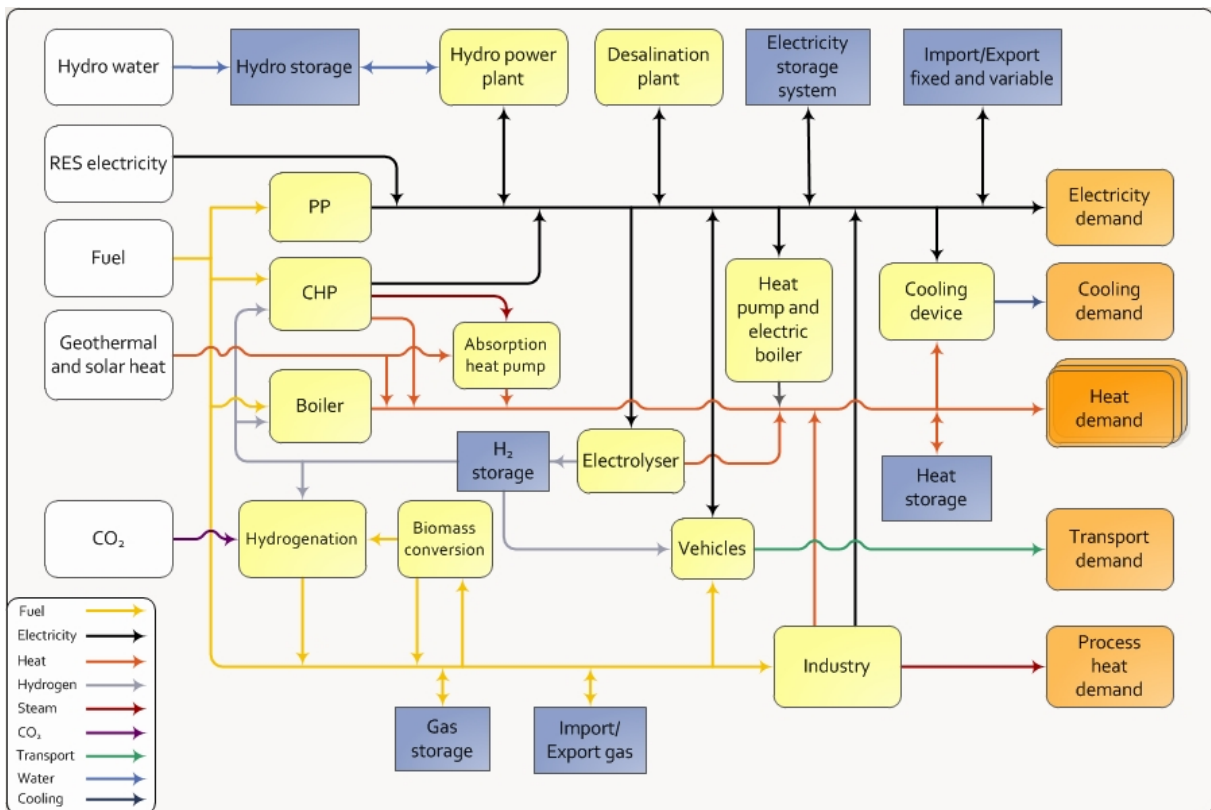 Hydro water
Hydro storage
Hydro power
plant
Desalination
plant
Electricity
storage
system
Import/Export
fixed and variable
RES electricity
PP
Electricity
demand
Fuel
CHP
Heat
pump and
electric
boiler
Cooling
device
Cooling
demand
Geothermal
and solar heat
Absorption
heat pump
Boiler
Heat
demand
H₂
storage
Electrolyser
Heat
storage
CO₂
Hydrogenation
Biomass
conversion
Vehicles
Transport
demand
Industry
Process
heat
demand
Gas
storage
Import/
Export gas
Fuel
Electricity
Heat
Hydrogen
Steam
CO₂
Transport
Water
Cooling